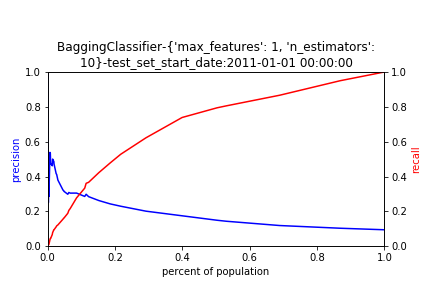 BaggingClassifier-{'max_features': 1, 'n_estimators':
10}-test_set_start_date:2011-01-01 00:00:00
1.0 1.0
0.8 0.8
0.6 0.6
precision recall
0.4 0.4
0.2 0.2
0.0 0.0
0.0 0.2 0.4 0.6 0.8 1.0
percent of population